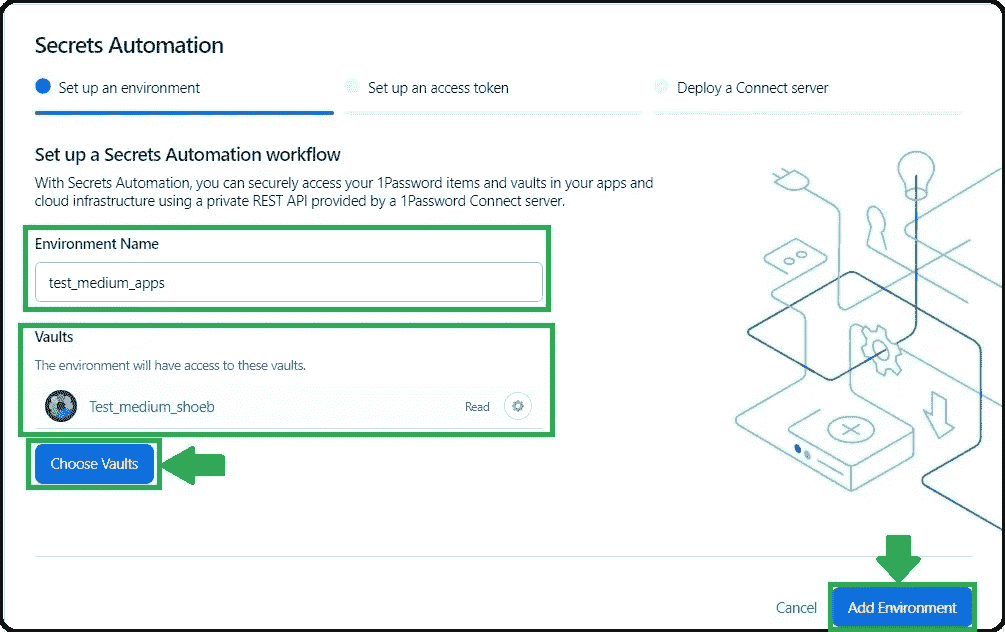 Secrets Automation
Set up an environment
Set up an access token
Deploy a Connect server
Set up a Secrets Automation workflow
With Secrets Automation, you can securely access your 1Password items and vaults in your apps and
cloud infrastructure using a private REST API provided by a 1Password Connect server.
Environment Name
test_medium_apps
Vaults
The environment will have access to these vaults.
Test_medium_shoeb
Read
Choose Vaults
Cancel
Add Environment